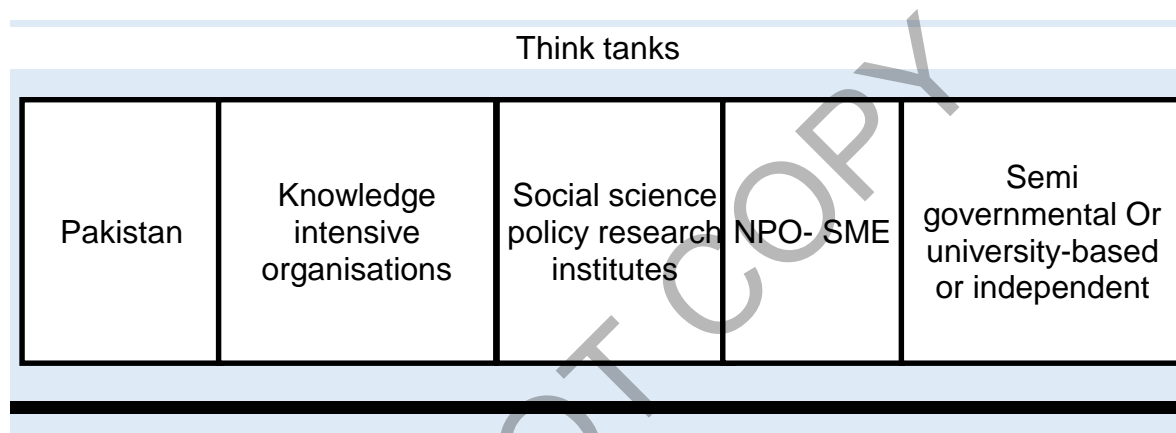 Think tanks
Pakistan
Knowledge
intensive
organisations
Social science
policy research
institutes
NPO- SME
Semi
governmental Or
university-based
or independent
OT COPY